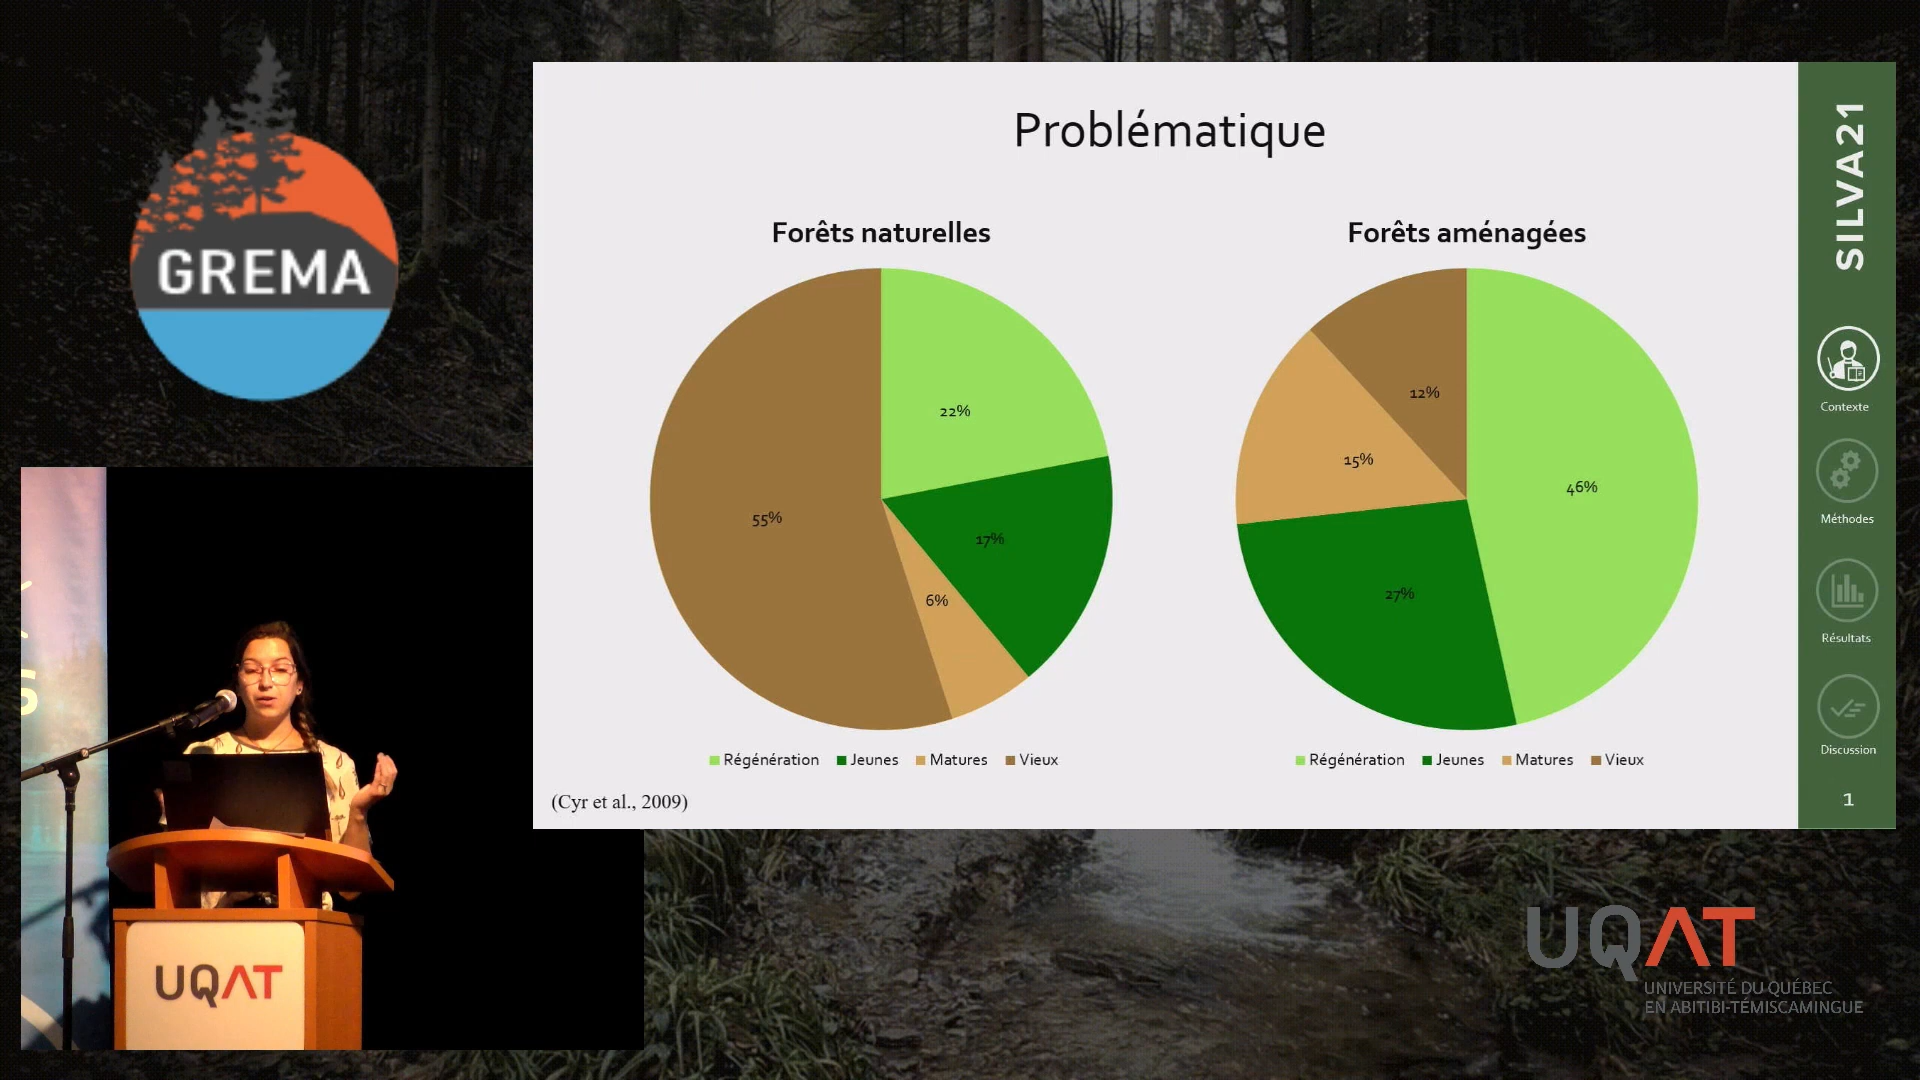 GREMA
Problématique
Forêts naturelles
22%
17%
6%
55%
Régénération Jeunes Matures Vieux
Forêts aménagées
46%
27%
15%
12%
Régénération Jeunes Matures Vieux
(Cyr et al., 2009)
SILVA21
Contexte
Méthodes
Résultats
Discussion
1
S
UQAT
UQAT
UNIVERSITÉ DU QUÉBEC
EN ABITIBI-TÉMISCAMINGUE